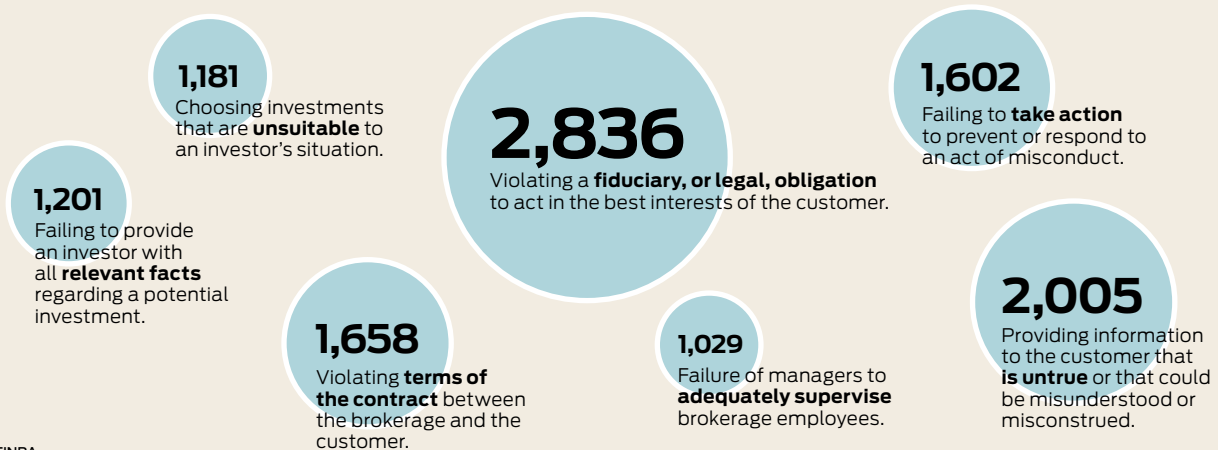 1,181
Choosing investments
that are unsuitable to
an investor's situation.
2,836
Violating a fiduciary, or legal, obligation
to act in the best interests of the customer.
1,602
Failing to take action
to prevent or respond to
an act of misconduct.
1,201
Failing to provide
an investor with
all relevant facts
regarding a potential
investment.
1,658
Violating terms of
the contract between
the brokerage and the
customer.
1,029
Failure of managers to
adequately supervise
brokerage employees.
2,005
Providing information
to the customer that
is untrue or that could
be misunderstood or
misconstrued.